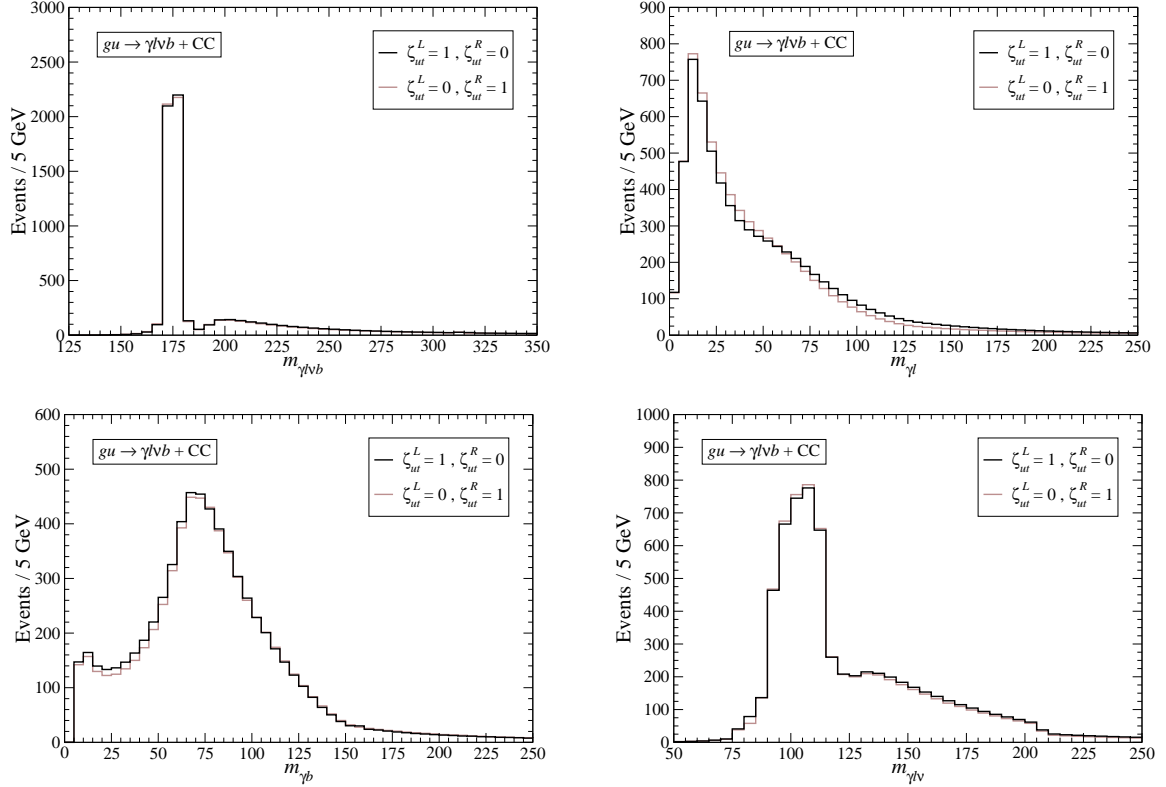 3000
2500
2000
1500
1000
500
0
Events / 5 GeV
gu → γlνb + CC
ζ_ut^L = 1 , ζ_ut^R = 0
ζ_ut^L = 0 , ζ_ut^R = 1
125 150 175 200 225 250 275 300 325 350
m_γlνb
900
800
700
600
500
400
300
200
100
0
Events / 5 GeV
gu → γlνb + CC
ζ_ut^L = 1 , ζ_ut^R = 0
ζ_ut^L = 0 , ζ_ut^R = 1
0 25 50 75 100 125 150 175 200 225 250
m_γl
600
500
400
300
200
100
0
Events / 5 GeV
gu → γlνb + CC
ζ_ut^L = 1 , ζ_ut^R = 0
ζ_ut^L = 0 , ζ_ut^R = 1
0 25 50 75 100 125 150 175 200 225 250
m_γb
1000
900
800
700
600
500
400
300
200
100
0
Events / 5 GeV
gu → γlνb + CC
ζ_ut^L = 1 , ζ_ut^R = 0
ζ_ut^L = 0 , ζ_ut^R = 1
50 75 100 125 150 175 200 225 250
m_γlν